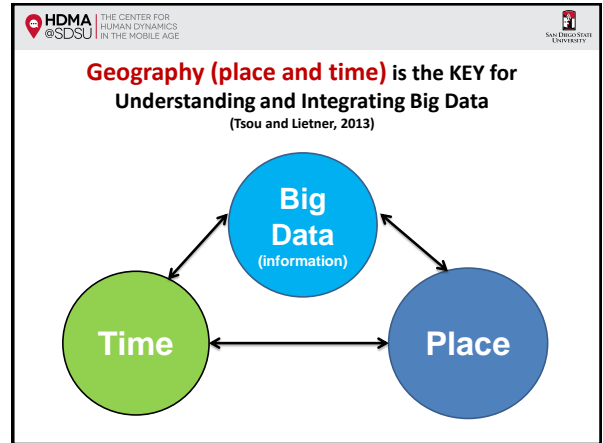 HDMA
@SDSU
THE CENTER FOR
HUMAN DYNAMICS
IN THE MOBILE AGE
SAN DIEGO STATE
UNIVERSITY
Geography (place and time) is the KEY for
Understanding and Integrating Big Data
(Tsou and Lietner, 2013)
Big
Data
(information)
Time
Place